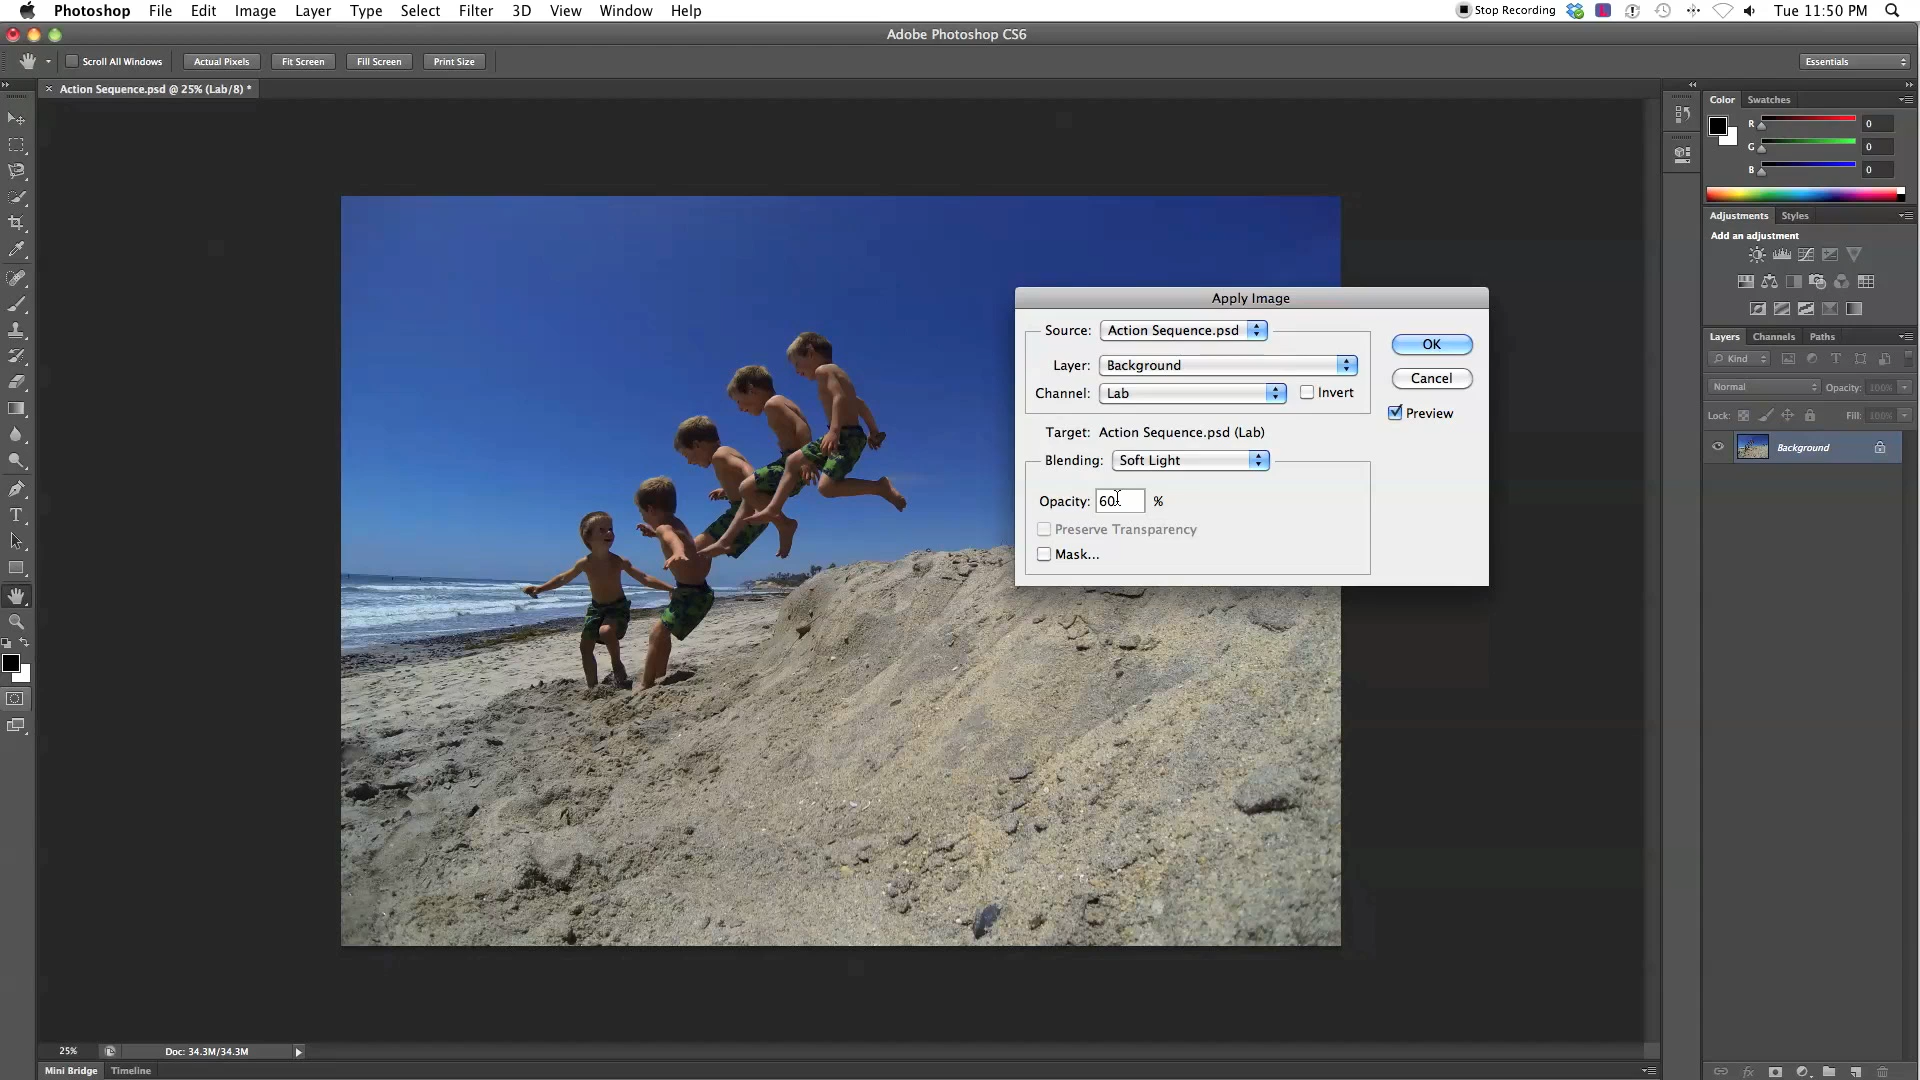 Photoshop File Edit Image Layer Type Select Filter 3D View Window Help Stop Recording Tue 11:50 PM
Adobe Photoshop CS6
Scroll All Windows Actual Pixels Fit Screen Fill Screen Print Size Essentials
Action Sequence.psd @ 25% (Lab/8) *
Color Swatches
R 0
G 0
B 0
Adjustments Styles
Add an adjustment
Layers Channels Paths
Kind
Normal Opacity: 100%
Lock: Fill: 100%
Background
Apply Image
Source: Action Sequence.psd
Layer: Background
Channel: Lab Invert
Target: Action Sequence.psd (Lab)
Blending: Soft Light
Opacity: 60 %
Preserve Transparency
Mask...
OK
Cancel
Preview
25% Doc: 34.3M/34.3M
Mini Bridge Timeline